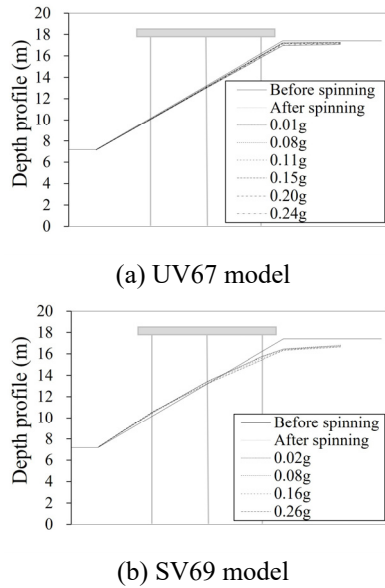 20
18
16
14
12
10
8
6
4
2
0
Depth profile (m)
Before spinning
After spinning
0.01g
0.08g
0.11g
0.15g
0.20g
0.24g
(a) UV67 model
20
18
16
14
12
10
8
6
4
2
0
Depth profile (m)
Before spinning
After spinning
0.02g
0.08g
0.16g
0.26g
(b) SV69 model